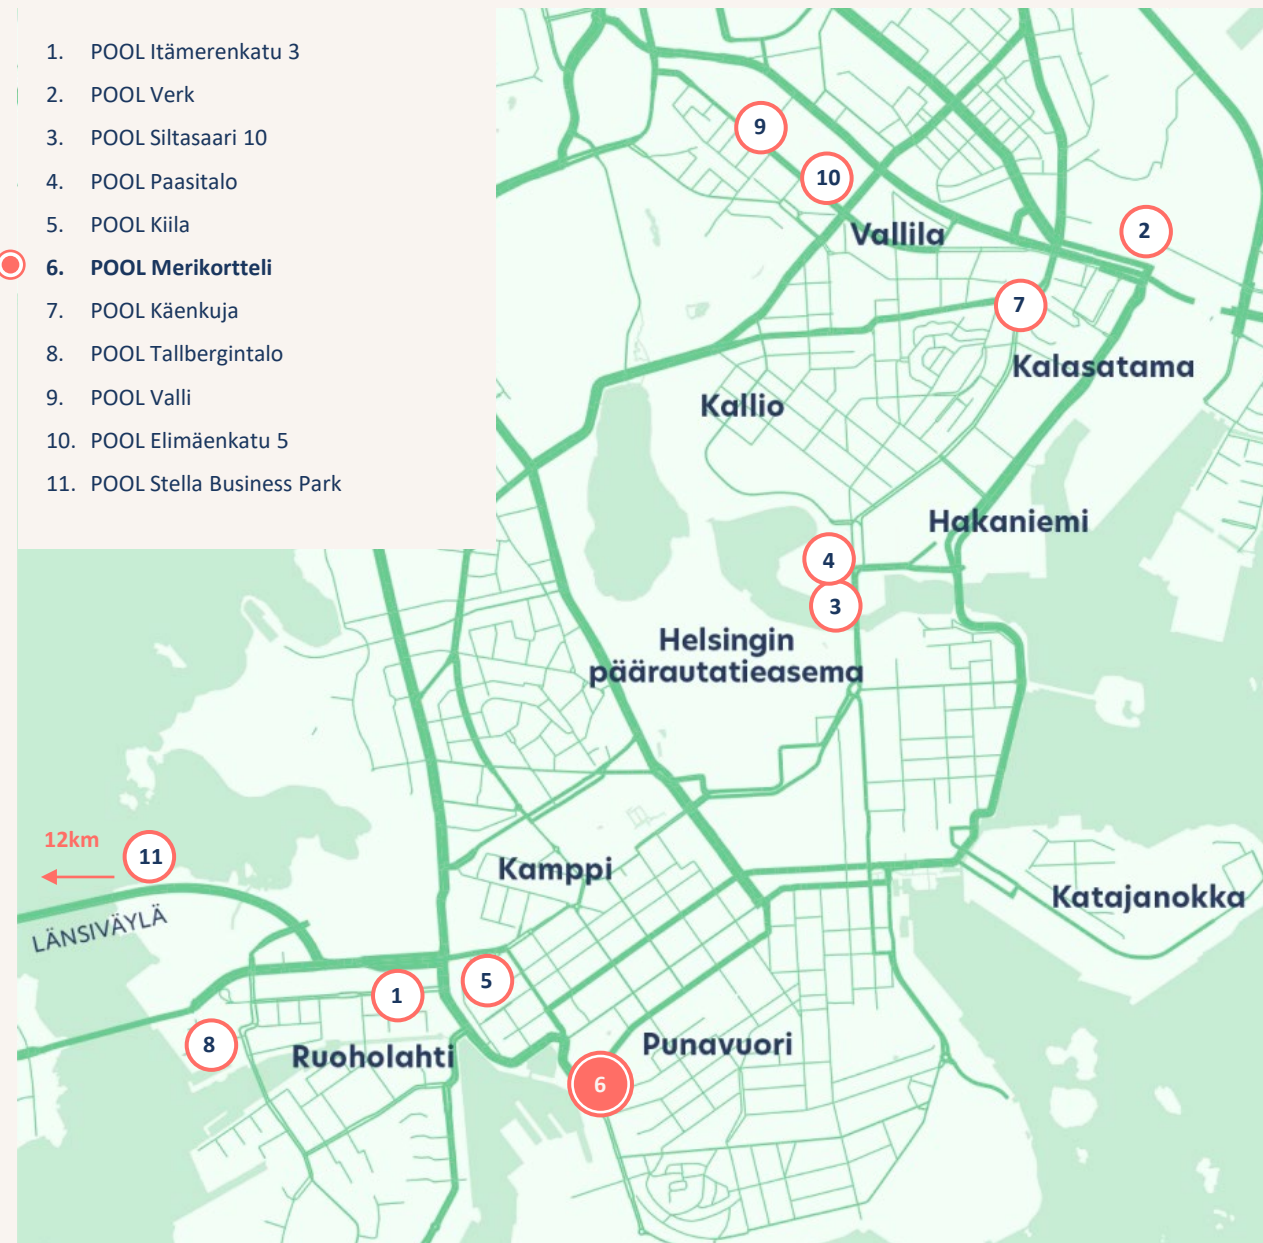 1. POOL Itämerenkatu 3
2. POOL Verk
3. POOL Siltasaari 10
4. POOL Paasitalo
5. POOL Kiila
6. POOL Merikortteli
7. POOL Käenkuja
8. POOL Tallbergintalo
9. POOL Valli
10. POOL Elimäenkatu 5
11. POOL Stella Business Park
9
10
Vallila
2
7
Kalasatama
Kallio
Hakaniemi
4
3
Helsingin
päärautatieasema
12km
11
Kamppi
Katajanokka
LÄNSIVÄYLÄ
5
1
8
Ruoholahti
Punavuori
6